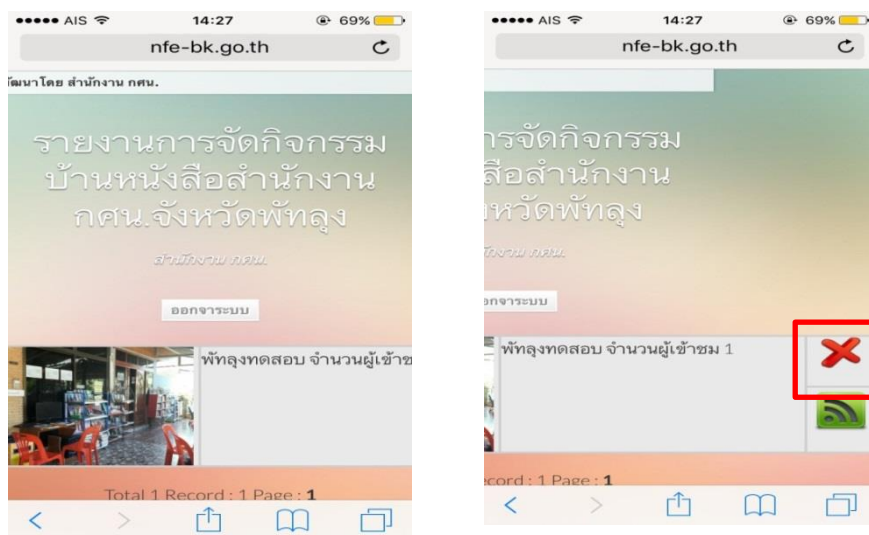 AIS 14:27 69%
nfe-bk.go.th
ัฒนาโดย สำนักงาน กศน.
รายงานการจัดกิจกรรม
บ้านหนังสือสำนักงาน
กศน.จังหวัดพัทลุง
สำนักงาน กศน.
ออกจาระบบ
พัทลุงทดสอบ จำนวนผู้เข้าช
Total 1 Record : 1 Page : 1
AIS 14:27 69%
nfe-bk.go.th
ารจัดกิจกรรม
สือสำนักงาน
งหวัดพัทลุง
นักงาน กศน.
อกจาระบบ
พัทลุงทดสอบ จำนวนผู้เข้าชม 1
ecord : 1 Page : 1